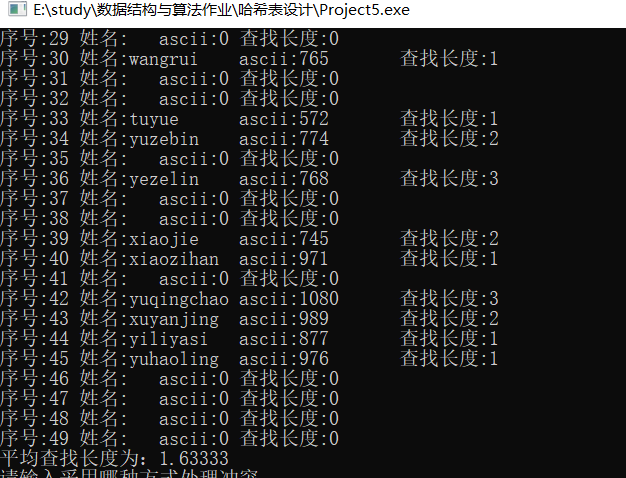 E:\study\数据结构与算法作业\哈希表设计\Project5.exe
序号:29 姓名: ascii:0 查找长度:0
序号:30 姓名:wangrui ascii:765 查找长度:1
序号:31 姓名: ascii:0 查找长度:0
序号:32 姓名: ascii:0 查找长度:0
序号:33 姓名:tuyue ascii:572 查找长度:1
序号:34 姓名:yuzebin ascii:774 查找长度:2
序号:35 姓名: ascii:0 查找长度:0
序号:36 姓名:yezelin ascii:768 查找长度:3
序号:37 姓名: ascii:0 查找长度:0
序号:38 姓名: ascii:0 查找长度:0
序号:39 姓名:xiaojie ascii:745 查找长度:2
序号:40 姓名:xiaozihan ascii:971 查找长度:1
序号:41 姓名: ascii:0 查找长度:0
序号:42 姓名:yuqingchao ascii:1080 查找长度:3
序号:43 姓名:xuyanjing ascii:989 查找长度:2
序号:44 姓名:yiliyasi ascii:877 查找长度:1
序号:45 姓名:yuhaoling ascii:976 查找长度:1
序号:46 姓名: ascii:0 查找长度:0
序号:47 姓名: ascii:0 查找长度:0
序号:48 姓名: ascii:0 查找长度:0
序号:49 姓名: ascii:0 查找长度:0
平均查找长度为：1.63333
请输入采用哪种方式处理冲突